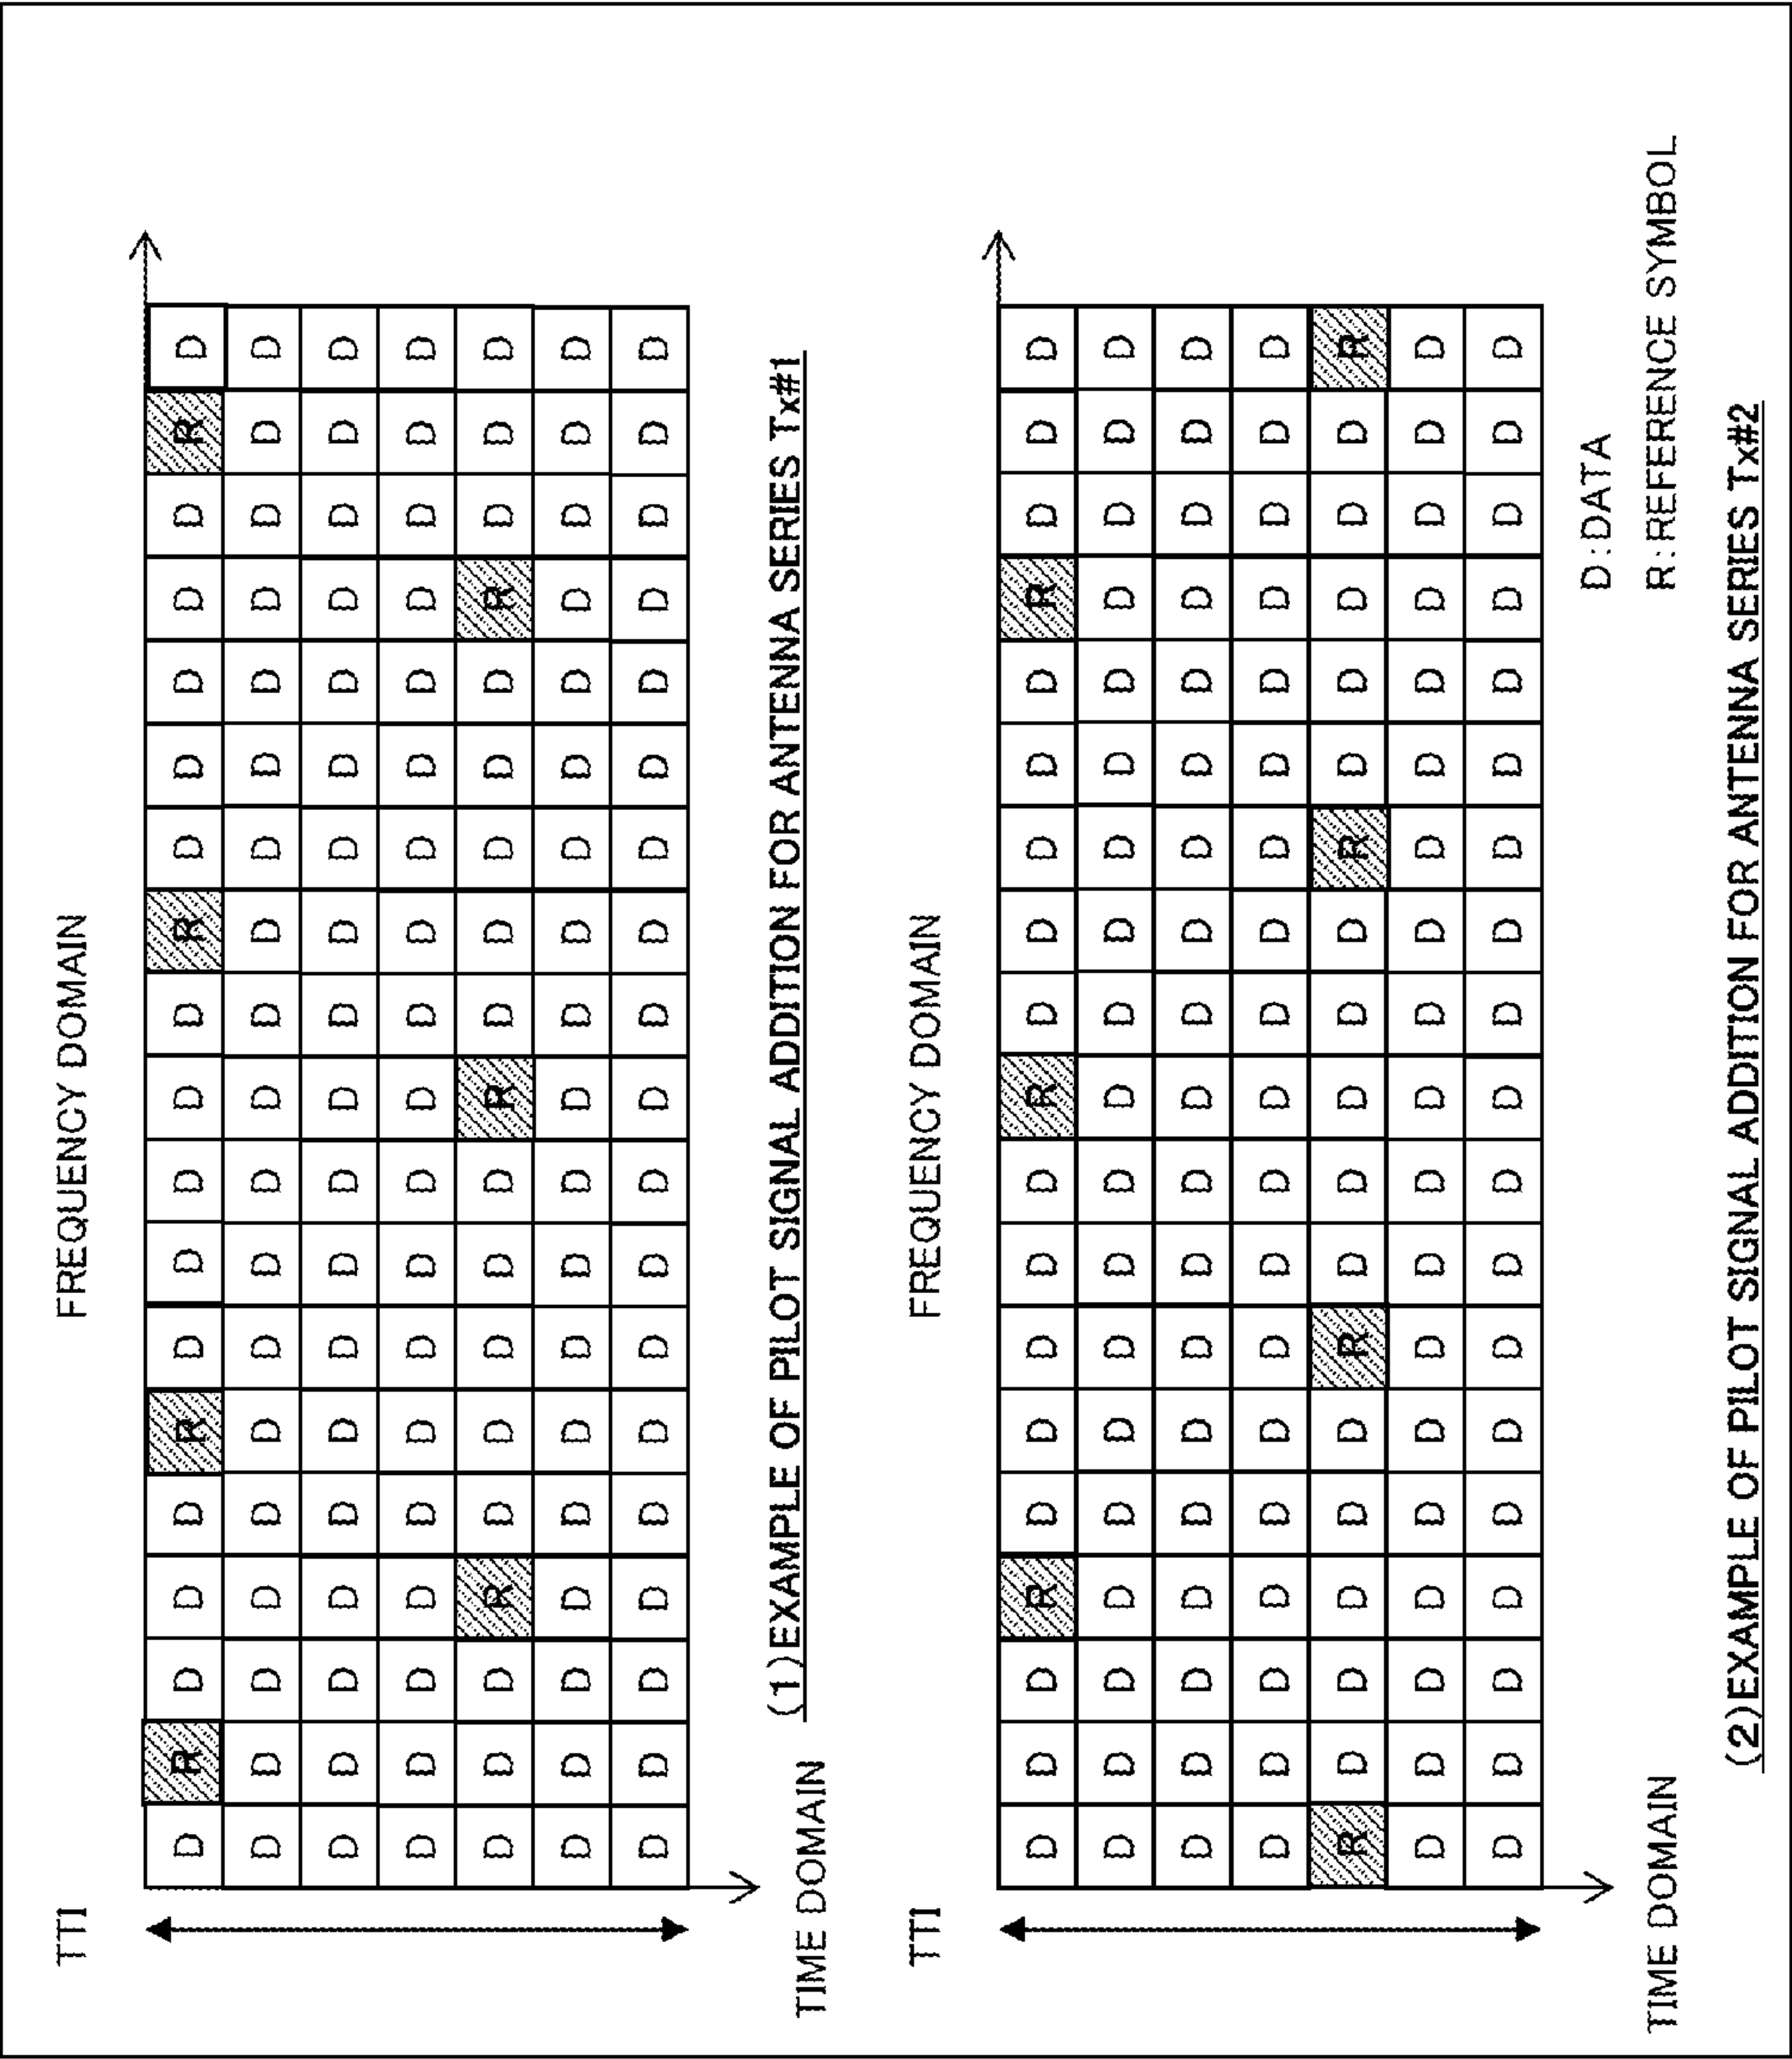 FREQUENCY DOMAIN
TTI
D R D D D R D D D D D R D D D D D R D
D D D D D D D D D D D D D D D D D D D
D D D D D D D D D D D D D D D D D D D
D D D D D D D D D D D D D D D D D D D
D D D R D D D D D R D D D D D R D D D
D D D D D D D D D D D D D D D D D D D
D D D D D D D D D D D D D D D D D D D
(1)EXAMPLE OF PILOT SIGNAL ADDITION FOR ANTENNA SERIES Tx#1
TIME DOMAIN
FREQUENCY DOMAIN
TTI
D D D R D D D D D R D D D D D R D D D
D D D D D D D D D D D D D D D D D D D
D D D D D D D D D D D D D D D D D D D
D D D D D D D D D D D D D D D D D D D
R D D D D D R D D D D D R D D D D D R
D D D D D D D D D D D D D D D D D D D
D D D D D D D D D D D D D D D D D D D
D:DATA
TIME DOMAIN
R:REFERENCE SYMBOL
(2)EXAMPLE OF PILOT SIGNAL ADDITION FOR ANTENNA SERIES Tx#2